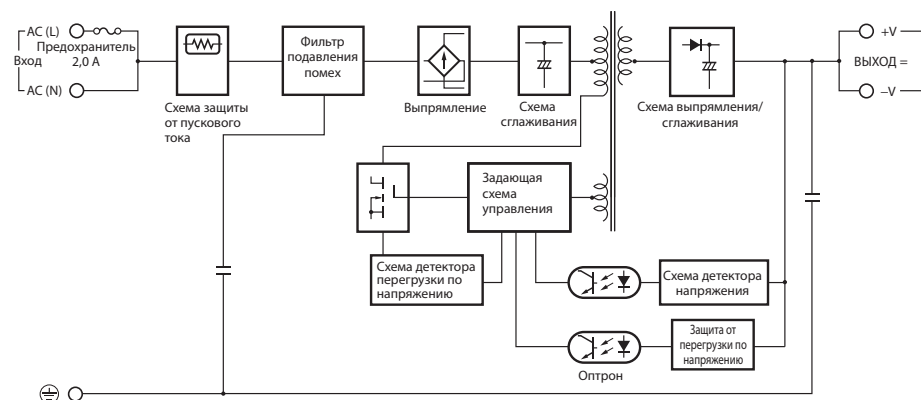 AC (L)
Предохранитель
2,0 A
Вход
AC (N)
Схема защиты
от пускового
тока
Фильтр
подавления
помех
Выпрямление
Схема
сглаживания
Схема выпрямления/
сглаживания
+V
ВЫХОД =
–V
Задающая
схема
управления
Схема детектора
перегрузки по
напряжению
Схема детектора
напряжения
Защита от
перегрузки по
напряжению
Оптрон